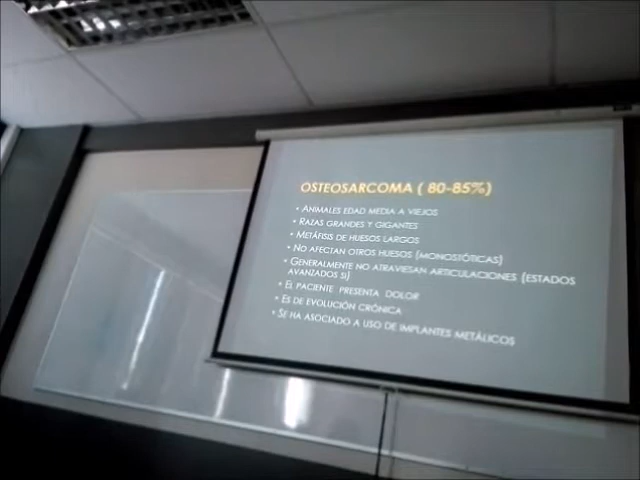 OSTEOSARCOMA ( 80-85%)
• ANIMALES EDAD MEDIA A VIEJOS
• RAZAS GRANDES Y GIGANTES
• METÁFISIS DE HUESOS LARGOS
• NO AFECTAN OTROS HUESOS (MONOSTÓTICAS)
• GENERALMENTE NO ATRAVIESAN ARTICULACIONES (ESTADOS
AVANZADOS SI)
• EL PACIENTE PRESENTA DOLOR
• ES DE EVOLUCIÓN CRÓNICA
• SE HA ASOCIADO A USO DE IMPLANTES METÁLICOS